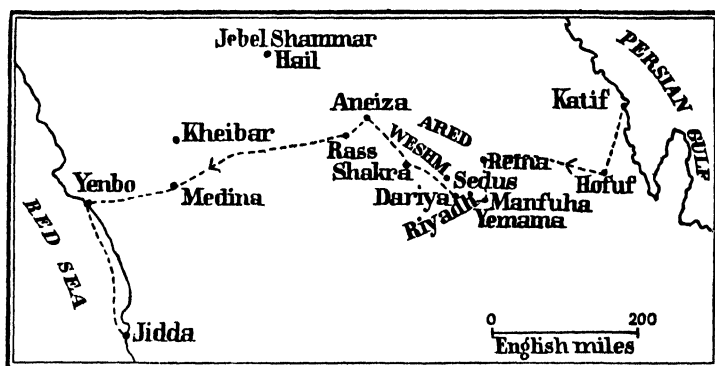 Jebel Shammar
Hail
PERSIAN
GULF
Katif
Aneiza
ARED
WESHM
Kheibar
Rass
Shakra
Sedus
Hofuf
Yenbo
Medina
Dariya
Manfuha
Riyadh
Yemama
RED SEA
Jidda
0 200
English miles